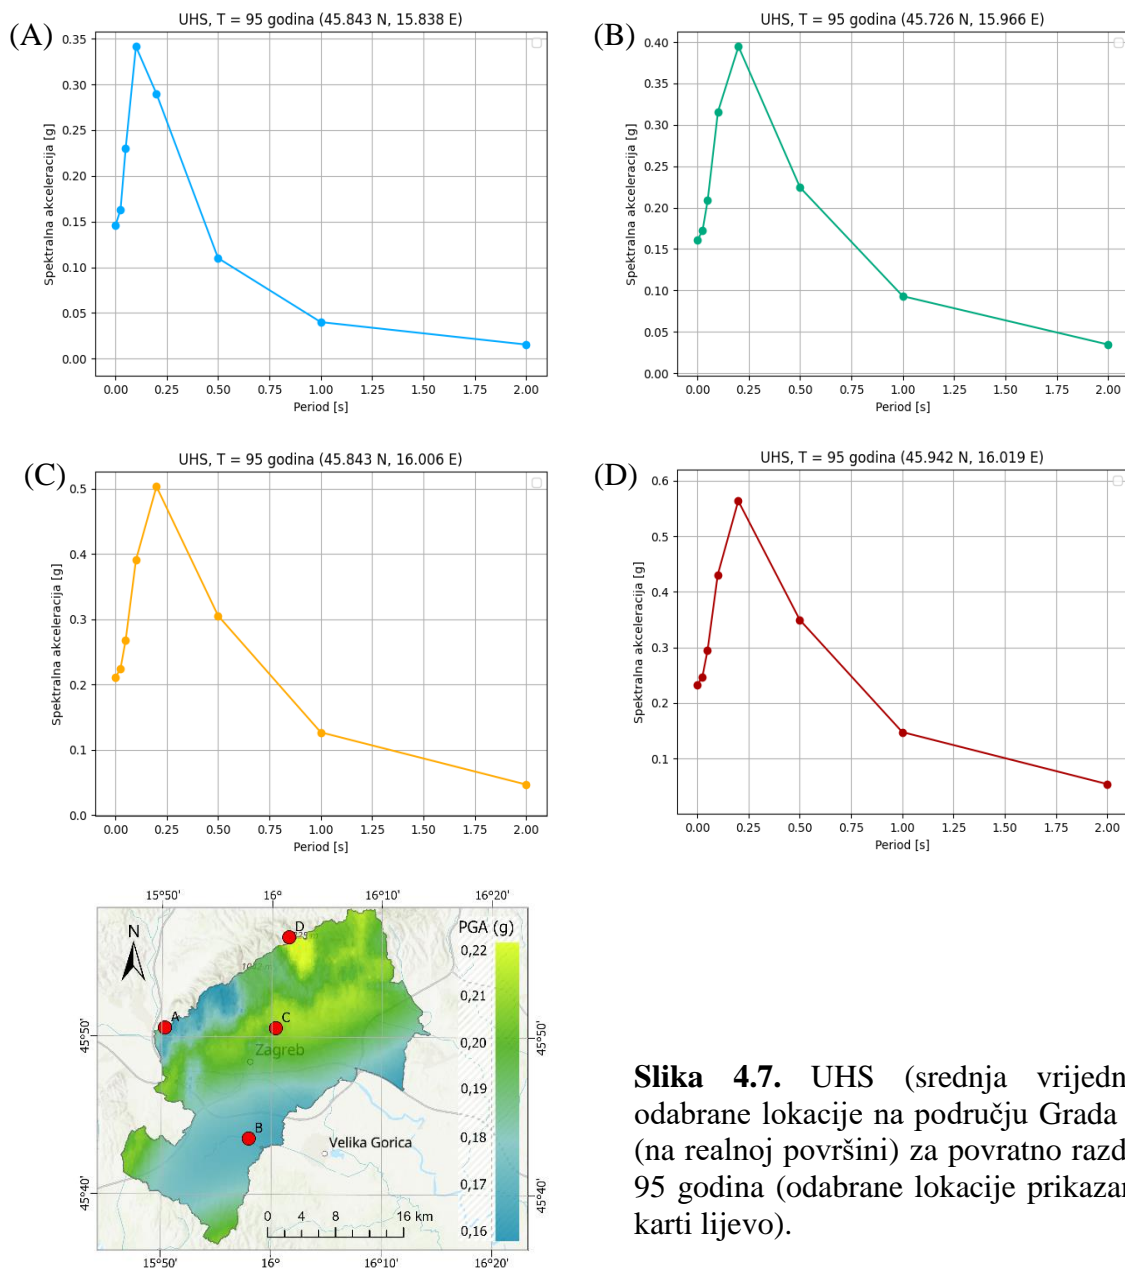 (A)
UHS, T = 95 godina (45.843 N, 15.838 E)
0.35
0.30
0.25
0.20
0.15
0.10
0.05
0.00
Spektralna akceleracija [g]
0.00 0.25 0.50 0.75 1.00 1.25 1.50 1.75 2.00
Period [s]
(B)
UHS, T = 95 godina (45.726 N, 15.966 E)
0.40
0.35
0.30
0.25
0.20
0.15
0.10
0.05
0.00
Spektralna akceleracija [g]
0.00 0.25 0.50 0.75 1.00 1.25 1.50 1.75 2.00
Period [s]
(C)
UHS, T = 95 godina (45.843 N, 16.006 E)
0.5
0.4
0.3
0.2
0.1
0.0
Spektralna akceleracija [g]
0.00 0.25 0.50 0.75 1.00 1.25 1.50 1.75 2.00
Period [s]
(D)
UHS, T = 95 godina (45.942 N, 16.019 E)
0.6
0.5
0.4
0.3
0.2
0.1
Spektralna akceleracija [g]
0.00 0.25 0.50 0.75 1.00 1.25 1.50 1.75 2.00
Period [s]
15°50' 16° 16°10' 16°20'
N
D
PGA (g)
0,22
0,21
0,20
0,19
0,18
0,17
0,16
A
C
45°50' 45°50'
Zagreb
B
Velika Gorica
45°40' 45°40'
0 4 8 16 km
15°50' 16° 16°10' 16°20'
Slika 4.7. UHS (srednja vrijedn
odabrane lokacije na području Grada
(na realnoj površini) za povratno razd
95 godina (odabrane lokacije prikazan
karti lijevo).